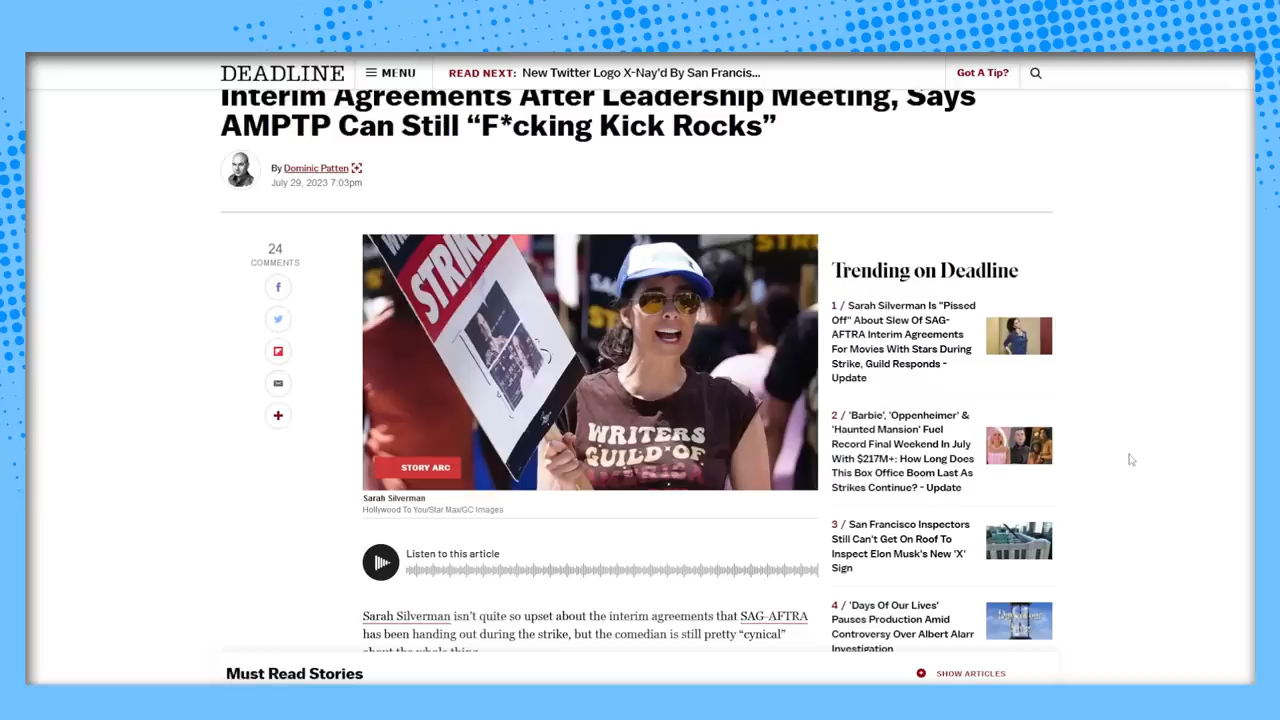 DEADLINE
MENU
READ NEXT: New Twitter Logo X-Nay'd By San Francis...
Got A Tip?
Interim Agreements After Leadership Meeting, Says
AMPTP Can Still “F*cking Kick Rocks”
By Dominic Patten
July 29, 2023 7:03pm
24
COMMENTS
STRIKE
WRITERS
GUILD OF
AMERICA
STORY ARC
Sarah Silverman
Hollywood To You/Star Max/GC Images
Listen to this article
Sarah Silverman isn’t quite so upset about the interim agreements that SAG-AFTRA
has been handing out during the strike, but the comedian is still pretty “cynical”
about the whole thing.
Trending on Deadline
1 / Sarah Silverman Is "Pissed
Off" About Slew Of SAG-
AFTRA Interim Agreements
For Movies With Stars During
Strike, Guild Responds -
Update
2 / 'Barbie', 'Oppenheimer' &
'Haunted Mansion' Fuel
Record Final Weekend In July
With $217M+: How Long Does
This Box Office Boom Last As
Strikes Continue? - Update
3 / San Francisco Inspectors
Still Can't Get On Roof To
Inspect Elon Musk's New 'X'
Sign
4 / 'Days Of Our Lives'
Pauses Production Amid
Controversy Over Albert Alarr
Investigation
Must Read Stories
SHOW ARTICLES